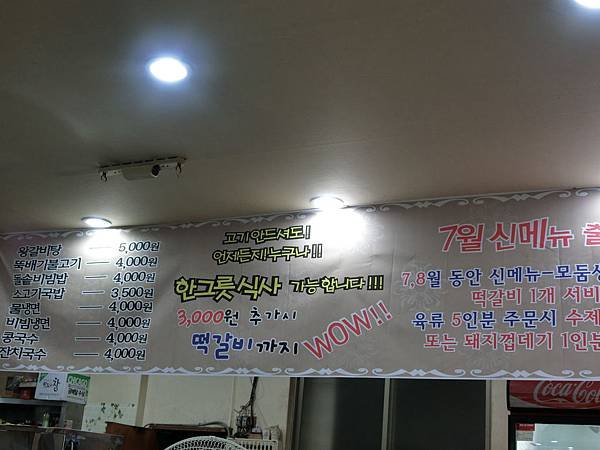 왕갈비탕 5,000원
뚝배기불고기 4,000원
돌솥비빔밥 4,000원
소고기국밥 3,500원
물냉면 4,000원
비빔냉면 4,000원
콩국수 4,000원
잔치국수 4,000원
고기 안드셔도!
언제든지! 누구나!!
한그릇 식사 가능합니다!!!
3,000원 추가시
떡갈비까지 WOW!!
7월 신메뉴 출
7,8월 동안 신메뉴-모둠
떡갈비 1개 서비
육류 5인분 주문시 수제
또는 돼지껍데기 1인분
Coca-Cola